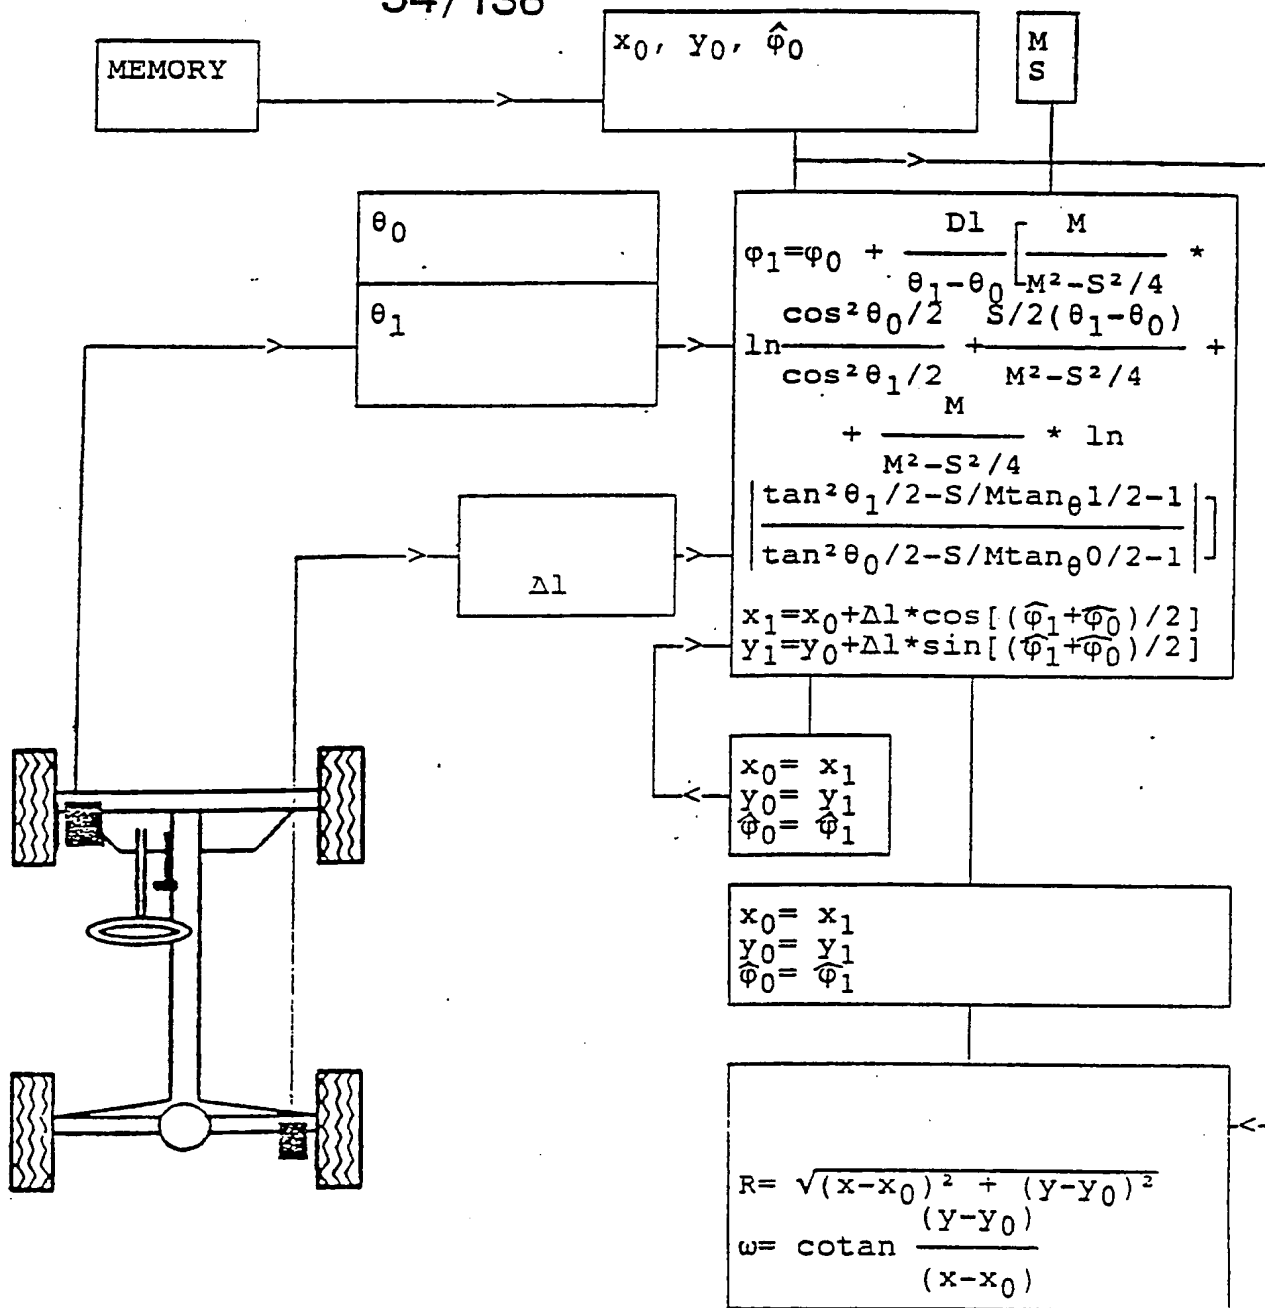 54/138
MEMORY
x₀, y₀, φ̂₀
M
S
θ₀
θ₁
φ₁=φ₀ + Dl/θ₁-θ₀ [ M/M²-S²/4 *
ln cos²θ₀/2 / cos²θ₁/2 + S/2(θ₁-θ₀)/M²-S²/4 +
+ M/M²-S²/4 * ln
| tan²θ₁/2-S/Mtanθ1/2-1 / tan²θ₀/2-S/Mtanθ0/2-1 | ]
Δl
x₁=x₀+Δl*cos[(φ̂₁+φ̂₀)/2]
y₁=y₀+Δl*sin[(φ̂₁+φ̂₀)/2]
x₀= x₁
y₀= y₁
φ̂₀= φ̂₁
x₀= x₁
y₀= y₁
φ̂₀= φ̂₁
R= √(x-x₀)² + (y-y₀)²
ω= cotan (y-y₀)/(x-x₀)